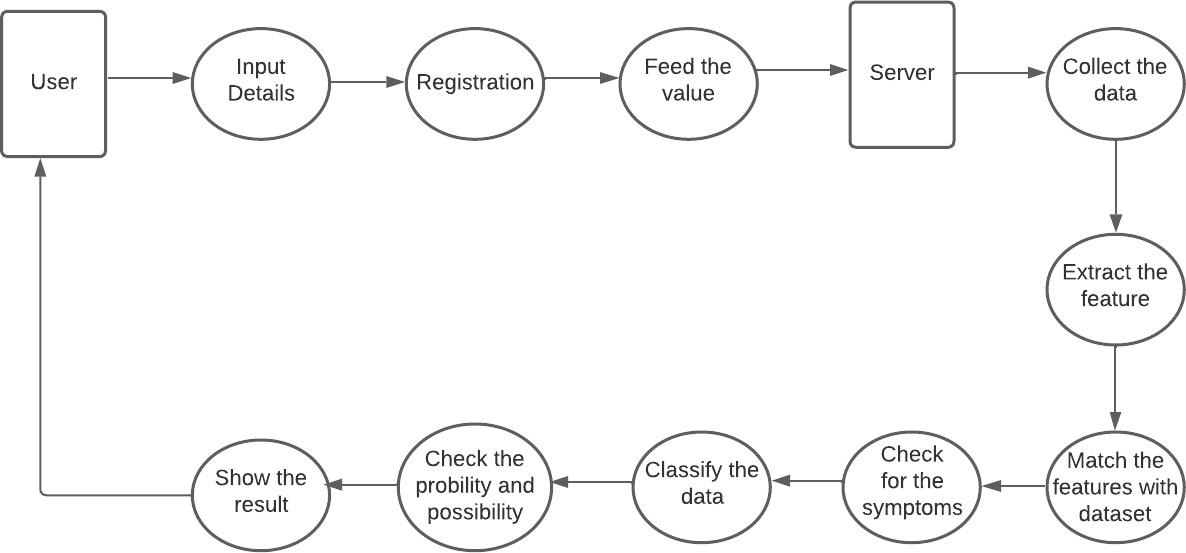 User
Input
Details
Registration
Feed the
value
Server
Collect the
data
Extract the
feature
Match the
features with
dataset
Check
for the
symptoms
Classify the
data
Check the
probility and
possibility
Show the
result